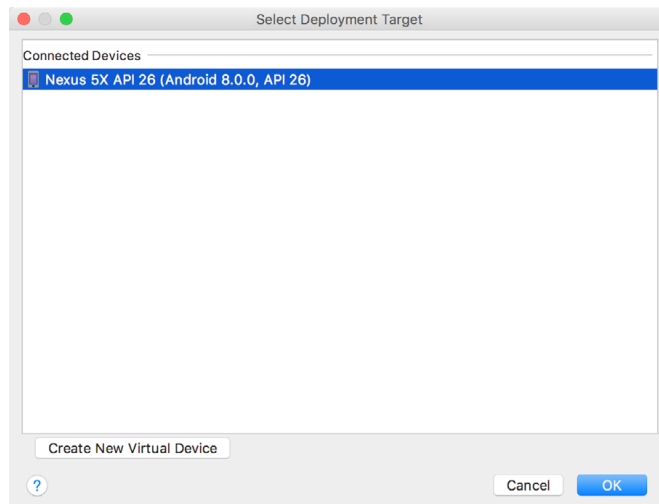 Select Deployment Target
Connected Devices
Nexus 5X API 26 (Android 8.0.0, API 26)
Create New Virtual Device
?
Cancel
OK